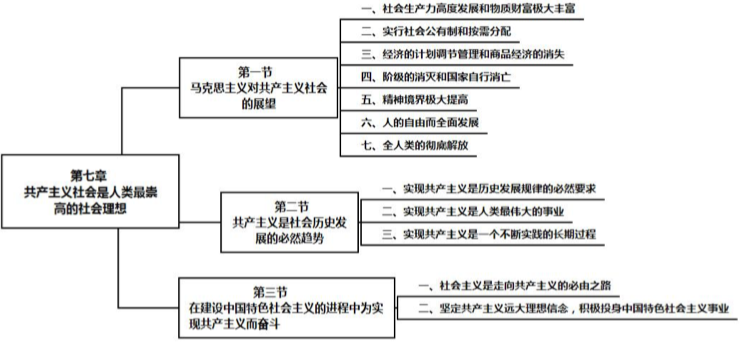 第七章
共产主义社会是人类最崇
高的社会理想
第一节
马克思主义对共产主义社会
的展望
一、社会生产力高度发展和物质财富极大丰富
二、实行社会公有制和按需分配
三、经济的计划调节管理和商品经济的消失
四、阶级的消灭和国家自行消亡
五、精神境界极大提高
六、人的自由而全面发展
七、全人类的彻底解放
第二节
共产主义是社会历史发
展的必然趋势
一、实现共产主义是历史发展规律的必然要求
二、实现共产主义是人类最伟大的事业
三、实现共产主义是一个不断实践的长期过程
第三节
在建设中国特色社会主义的进程中为实
现共产主义而奋斗
一、社会主义是走向共产主义的必由之路
二、坚定共产主义远大理想信念，积极投身中国特色社会主义事业